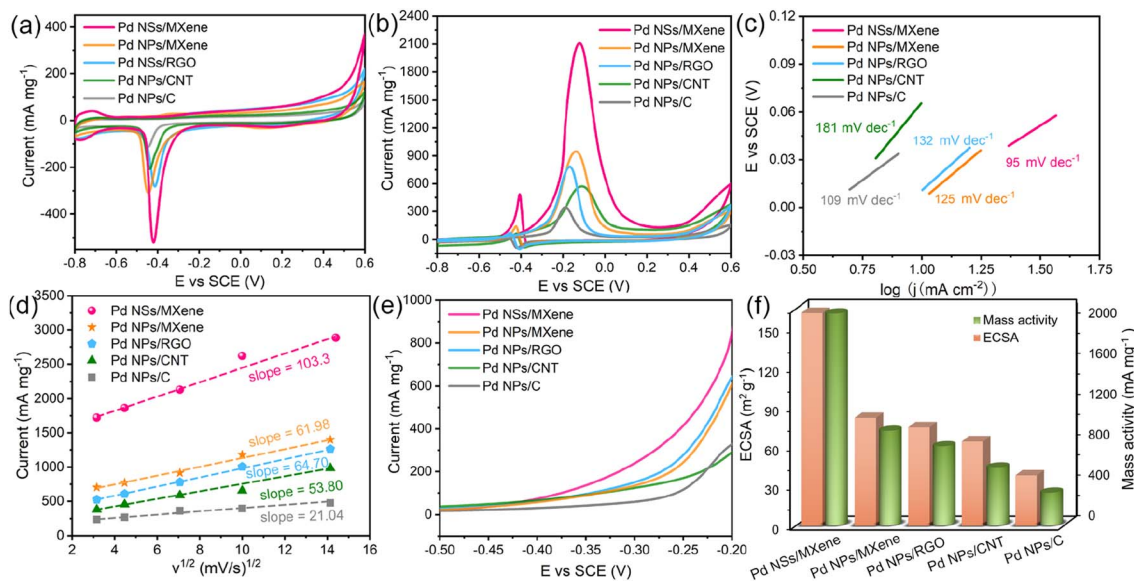 (a)
Pd NSs/MXene
Pd NPs/MXene
Pd NSs/RGO
Pd NPs/CNT
Pd NPs/C
Current (mA mg⁻¹)
400
200
0
-200
-400
-0.8 -0.6 -0.4 -0.2 0.0 0.2 0.4 0.6
E vs SCE (V)
(b)
Pd NSs/MXene
Pd NPs/MXene
Pd NPs/RGO
Pd NPs/CNT
Pd NPs/C
Current (mA mg⁻¹)
2400
2100
1800
1500
1200
900
600
300
0
-0.8 -0.6 -0.4 -0.2 0.0 0.2 0.4 0.6
E vs SCE (V)
(c)
Pd NSs/MXene
Pd NPs/MXene
Pd NPs/RGO
Pd NPs/CNT
Pd NPs/C
181 mV dec⁻¹
132 mV dec⁻¹
95 mV dec⁻¹
109 mV dec⁻¹
125 mV dec⁻¹
E vs SCE (V)
0.12
0.09
0.06
0.03
0.00
-0.03
0.50 0.75 1.00 1.25 1.50 1.75
log (j (mA cm⁻²))
(d)
Pd NSs/MXene
Pd NPs/MXene
Pd NPs/RGO
Pd NPs/CNT
Pd NPs/C
slope = 103.3
slope = 61.98
slope = 64.70
slope = 53.80
slope = 21.04
Current (mA mg⁻¹)
3500
3000
2500
2000
1500
1000
500
0
2 4 6 8 10 12 14 16
v¹ᐟ² (mV/s)¹ᐟ²
(e)
Pd NSs/MXene
Pd NPs/MXene
Pd NPs/RGO
Pd NPs/CNT
Pd NPs/C
Current (mA mg⁻¹)
1000
800
600
400
200
0
-0.50 -0.45 -0.40 -0.35 -0.30 -0.25 -0.20
E vs SCE (V)
(f)
Mass activity
ECSA
ECSA (m² g⁻¹)
150
120
90
60
30
0
Mass activity (mA mg⁻¹)
2000
1600
1200
800
400
0
Pd NSs/MXene
Pd NPs/MXene
Pd NPs/RGO
Pd NPs/CNT
Pd NPs/C